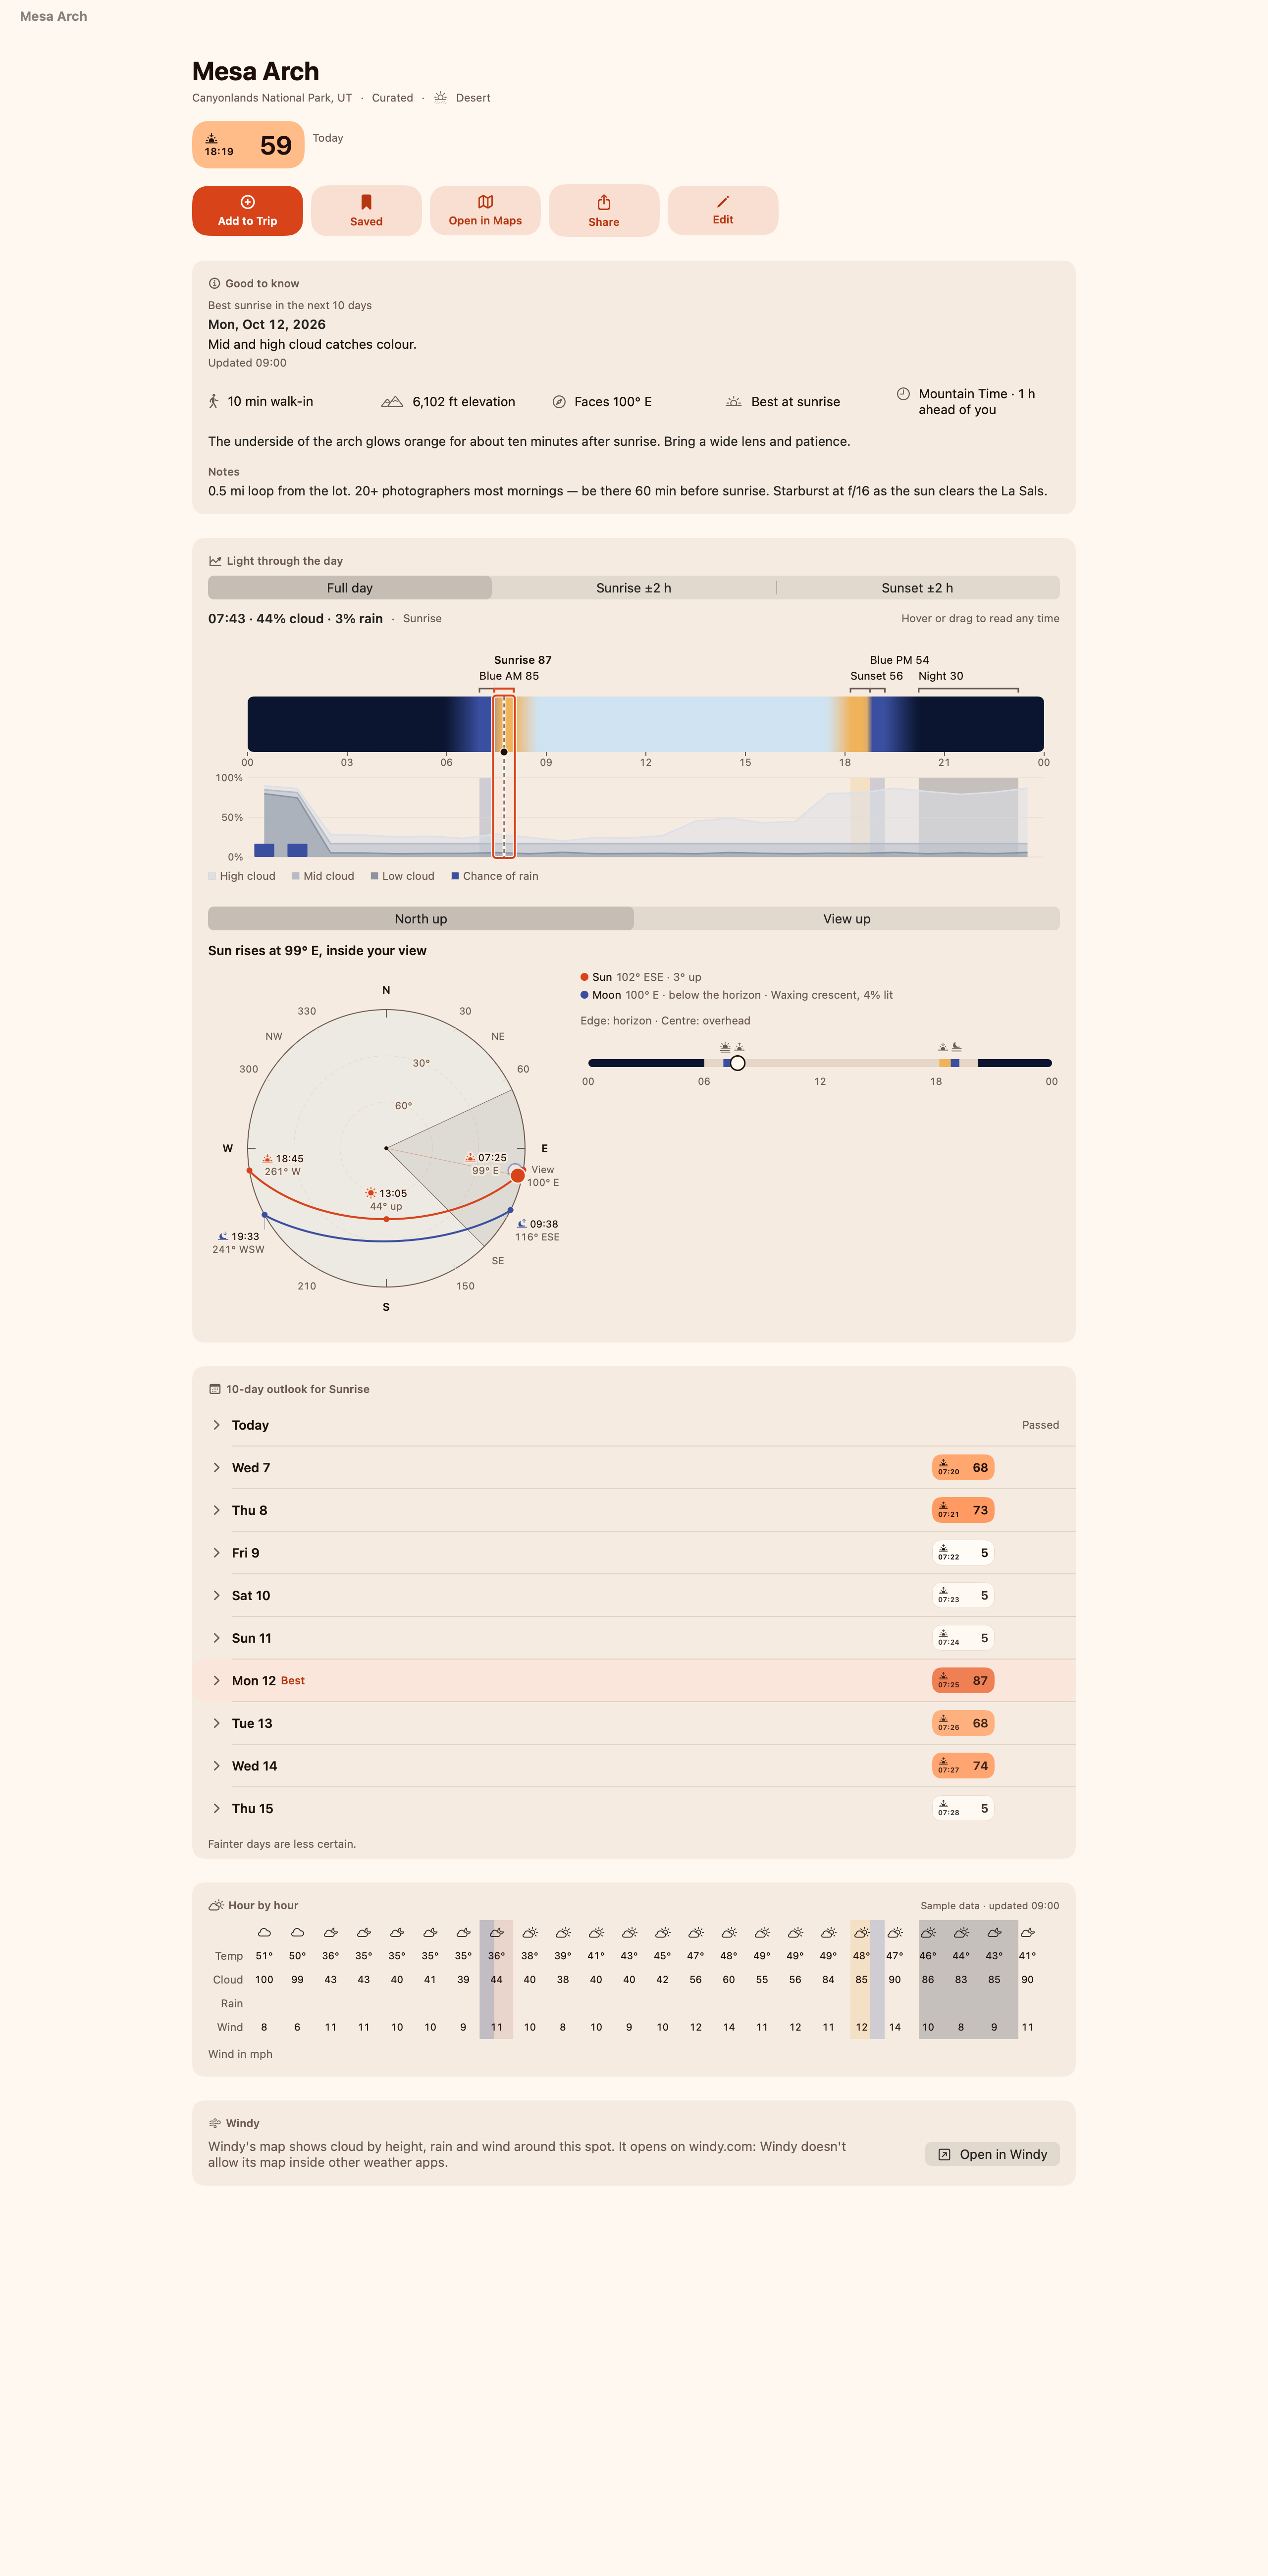 Mesa Arch
Mesa Arch
Canyonlands National Park, UT · Curated · Desert
18:19 59 Today
Add to Trip
Saved
Open in Maps
Share
Edit
Good to know
Best sunrise in the next 10 days
Mon, Oct 12, 2026
Mid and high cloud catches colour.
Updated 09:00
10 min walk-in
6,102 ft elevation
Faces 100° E
Best at sunrise
Mountain Time · 1 h
ahead of you
The underside of the arch glows orange for about ten minutes after sunrise. Bring a wide lens and patience.
Notes
0.5 mi loop from the lot. 20+ photographers most mornings — be there 60 min before sunrise. Starburst at f/16 as the sun clears the La Sals.
Light through the day
Full day
Sunrise ±2 h
Sunset ±2 h
07:43 · 44% cloud · 3% rain · Sunrise
Hover or drag to read any time
Sunrise 87
Blue PM 54
Blue AM 85
Sunset 56
Night 30
00 03 06 09 12 15 18 21 00
100%
50%
0%
High cloud
Mid cloud
Low cloud
Chance of rain
North up
View up
Sun rises at 99° E, inside your view
Sun 102° ESE · 3° up
Moon 100° E · below the horizon · Waxing crescent, 4% lit
Edge: horizon · Centre: overhead
00 06 12 18 00
N
330 30
NW NE
300 60
30°
60°
W E
18:45
261° W
07:25
99° E
View
100° E
13:05
44° up
19:33
241° WSW
09:38
116° ESE
SE
210 150
S
10-day outlook for Sunrise
Today Passed
Wed 7 07:20 68
Thu 8 07:21 73
Fri 9 07:22 5
Sat 10 07:23 5
Sun 11 07:24 5
Mon 12 Best 07:25 87
Tue 13 07:26 68
Wed 14 07:27 74
Thu 15 07:28 5
Fainter days are less certain.
Hour by hour
Sample data · updated 09:00
Temp 51° 50° 36° 35° 35° 35° 35° 36° 38° 39° 41° 43° 45° 47° 48° 49° 49° 49° 48° 47° 46° 44° 43° 41°
Cloud 100 99 43 43 40 41 39 44 40 38 40 40 42 56 60 55 56 84 85 90 86 83 85 90
Rain
Wind 8 6 11 11 10 10 9 11 10 8 10 9 10 12 14 11 12 11 12 14 10 8 9 11
Wind in mph
Windy
Windy's map shows cloud by height, rain and wind around this spot. It opens on windy.com: Windy doesn't
allow its map inside other weather apps.
Open in Windy